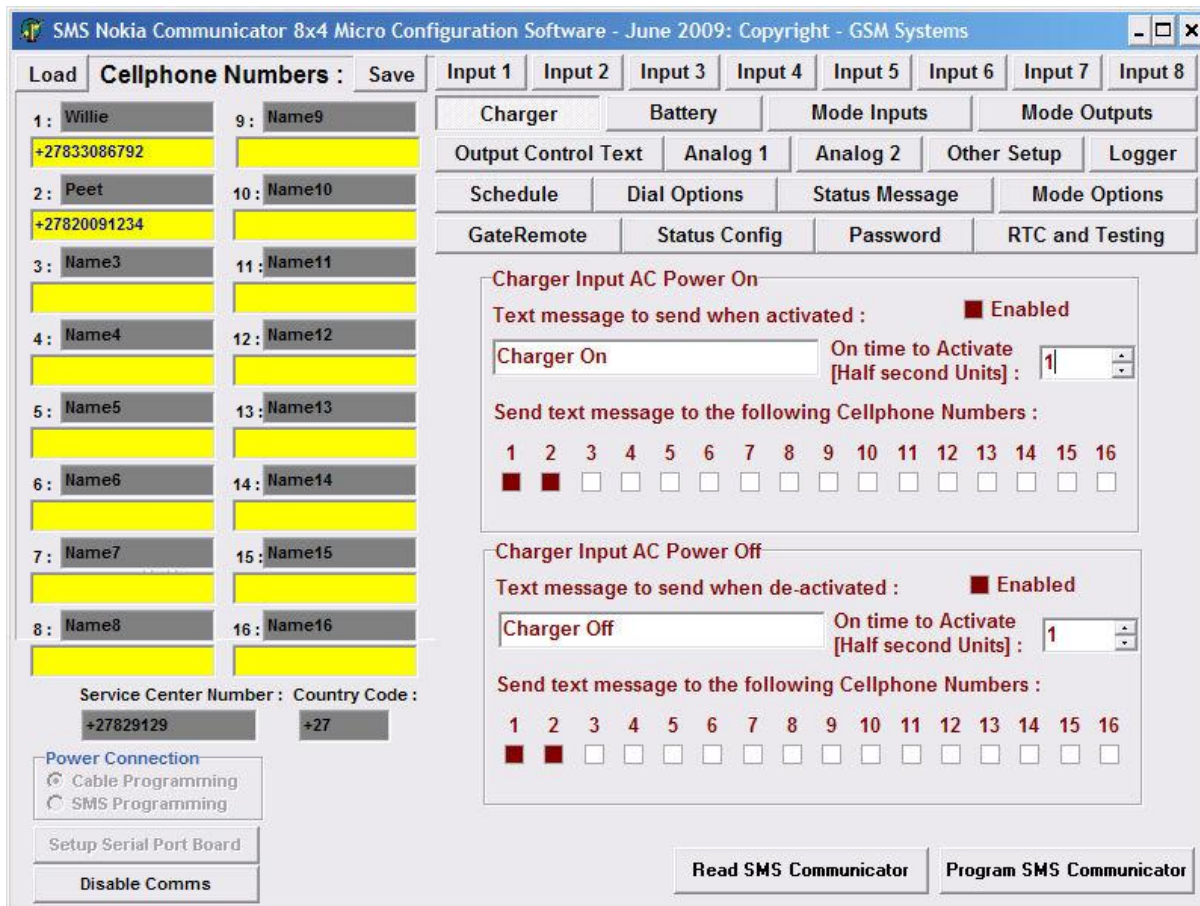 SMS Nokia Communicator 8x4 Micro Configuration Software - June 2009: Copyright - GSM Systems
Load Cellphone Numbers : Save
1 : Willie
+27833086792
2 : Peet
+27820091234
3 : Name3
4 : Name4
5 : Name5
6 : Name6
7 : Name7
8 : Name8
9 : Name9
10 : Name10
11 : Name11
12 : Name12
13 : Name13
14 : Name14
15 : Name15
16 : Name16
Service Center Number : Country Code :
+27829129 +27
Power Connection
Cable Programming
SMS Programming
Setup Serial Port Board
Disable Comms
Input 1 Input 2 Input 3 Input 4 Input 5 Input 6 Input 7 Input 8
Charger Battery Mode Inputs Mode Outputs
Output Control Text Analog 1 Analog 2 Other Setup Logger
Schedule Dial Options Status Message Mode Options
GateRemote Status Config Password RTC and Testing
Charger Input AC Power On
Text message to send when activated : Enabled
Charger On
On time to Activate
[Half second Units] : 1
Send text message to the following Cellphone Numbers :
1 2 3 4 5 6 7 8 9 10 11 12 13 14 15 16
Charger Input AC Power Off
Text message to send when de-activated : Enabled
Charger Off
On time to Activate
[Half second Units] : 1
Send text message to the following Cellphone Numbers :
1 2 3 4 5 6 7 8 9 10 11 12 13 14 15 16
Read SMS Communicator Program SMS Communicator